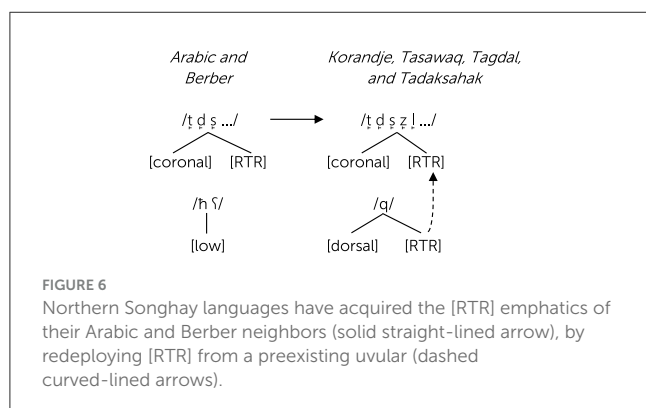 Arabic and Berber
Korandje, Tasawaq, Tagdal, and Tadaksahak
/t̙ d̙ s̙ .../
/t̙ d̙ s̙ z̙ l̙ .../
[coronal] [RTR]
[coronal] [RTR]
/ħ ʕ/
/q/
[low]
[dorsal] [RTR]
FIGURE 6
Northern Songhay languages have acquired the [RTR] emphatics of
their Arabic and Berber neighbors (solid straight-lined arrow), by
redeploying [RTR] from a preexisting uvular (dashed
curved-lined arrows).